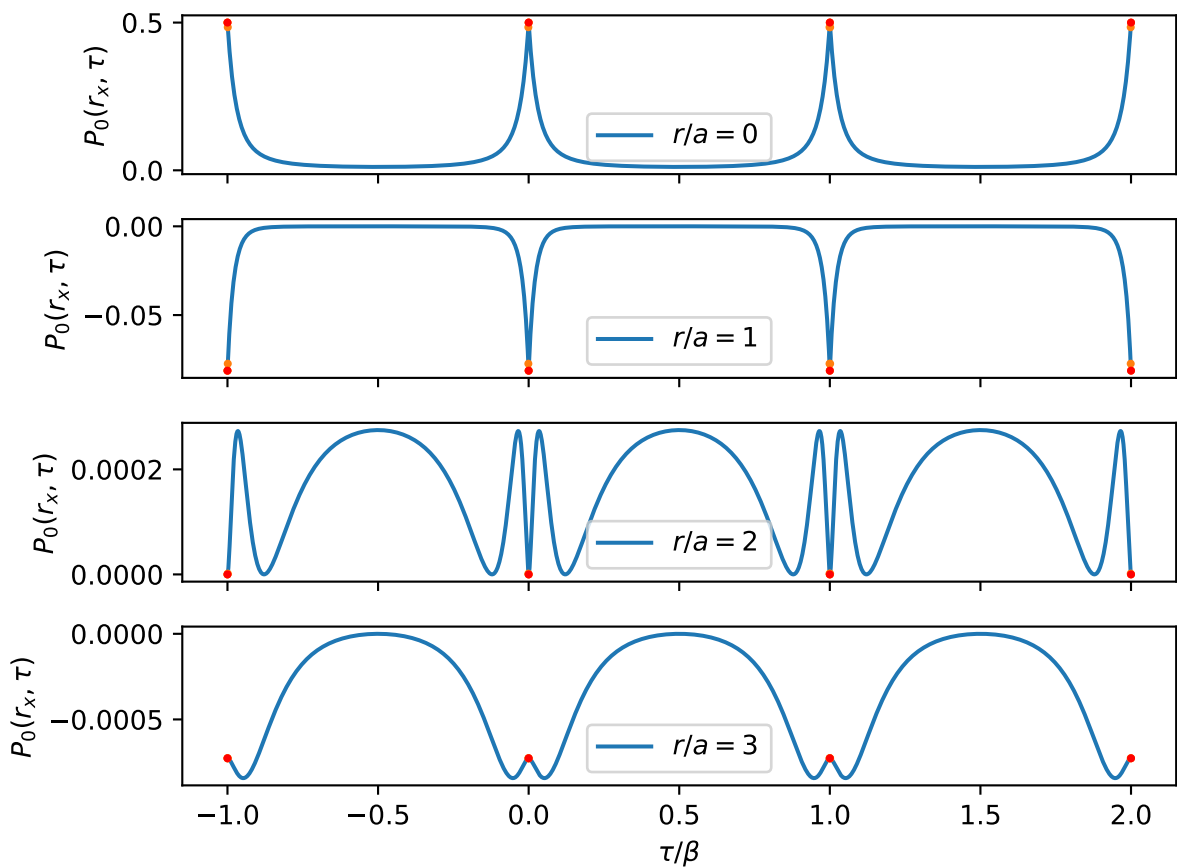 0.5
0.0
P₀(rₓ, τ)
r/a = 0
0.00
−0.05
P₀(rₓ, τ)
r/a = 1
0.0002
0.0000
P₀(rₓ, τ)
r/a = 2
0.0000
−0.0005
P₀(rₓ, τ)
r/a = 3
−1.0 −0.5 0.0 0.5 1.0 1.5 2.0
τ/β